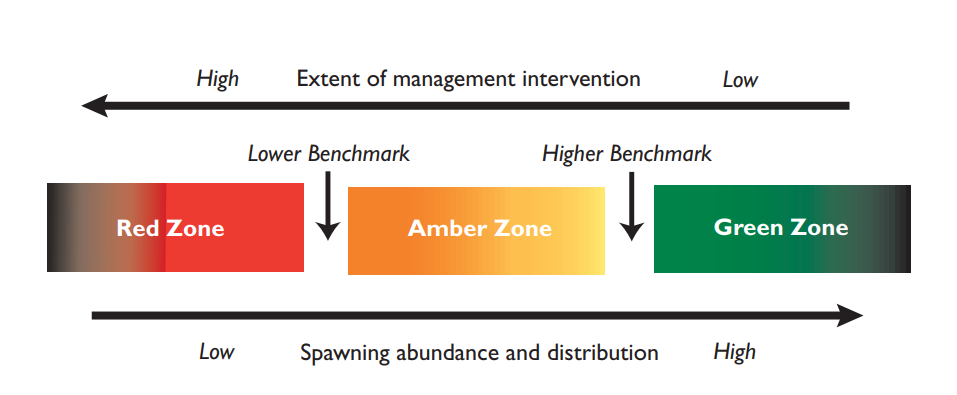 High Extent of management intervention Low
Lower Benchmark Higher Benchmark
Red Zone Amber Zone Green Zone
Low Spawning abundance and distribution High